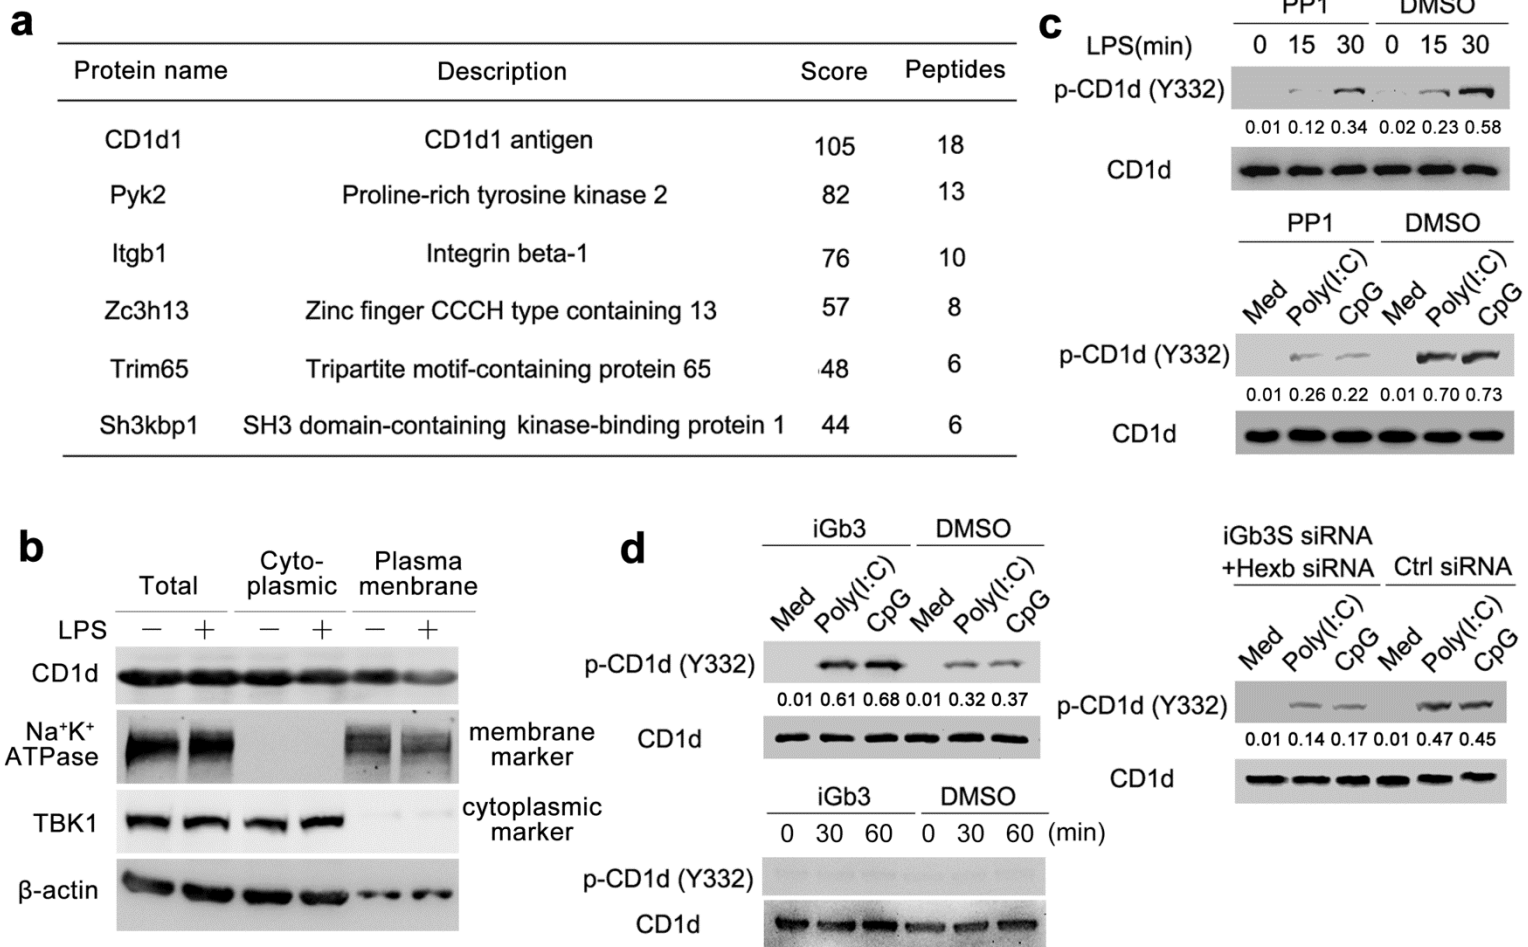 a
Protein name Description Score Peptides
CD1d1 CD1d1 antigen 105 18
Pyk2 Proline-rich tyrosine kinase 2 82 13
Itgb1 Integrin beta-1 76 10
Zc3h13 Zinc finger CCCH type containing 13 57 8
Trim65 Tripartite motif-containing protein 65 48 6
Sh3kbp1 SH3 domain-containing kinase-binding protein 1 44 6
b
Total Cyto- Plasma
plasmic menbrane
LPS − + − + − +
CD1d
Na⁺K⁺
ATPase
membrane
marker
TBK1
cytoplasmic
marker
β-actin
c
PP1 DMSO
LPS(min) 0 15 30 0 15 30
p-CD1d (Y332)
0.01 0.12 0.34 0.02 0.23 0.58
CD1d
PP1 DMSO
Med Poly(I:C) CpG Med Poly(I:C) CpG
p-CD1d (Y332)
0.01 0.26 0.22 0.01 0.70 0.73
CD1d
d
iGb3 DMSO
Med Poly(I:C) CpG Med Poly(I:C) CpG
p-CD1d (Y332)
0.01 0.61 0.68 0.01 0.32 0.37
CD1d
iGb3 DMSO
0 30 60 0 30 60 (min)
p-CD1d (Y332)
CD1d
iGb3S siRNA
+Hexb siRNA Ctrl siRNA
Med Poly(I:C) CpG Med Poly(I:C) CpG
p-CD1d (Y332)
0.01 0.14 0.17 0.01 0.47 0.45
CD1d